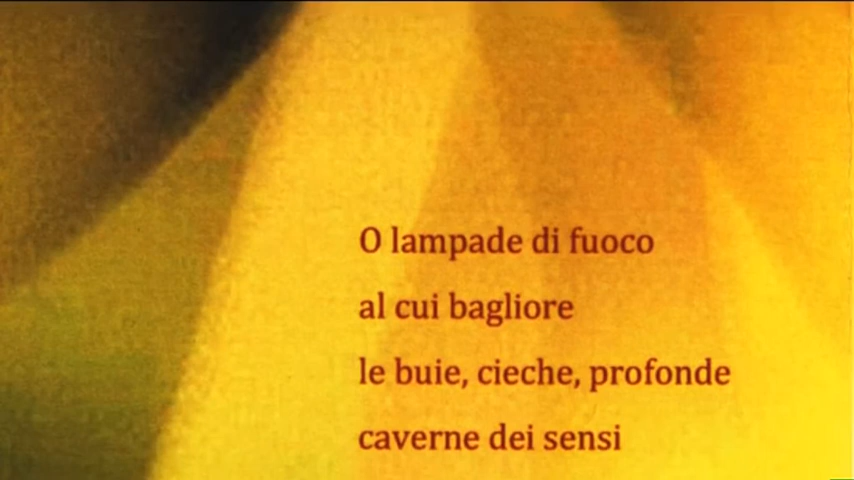 O lampade di fuoco
al cui bagliore
le buie, cieche, profonde
caverne dei sensi